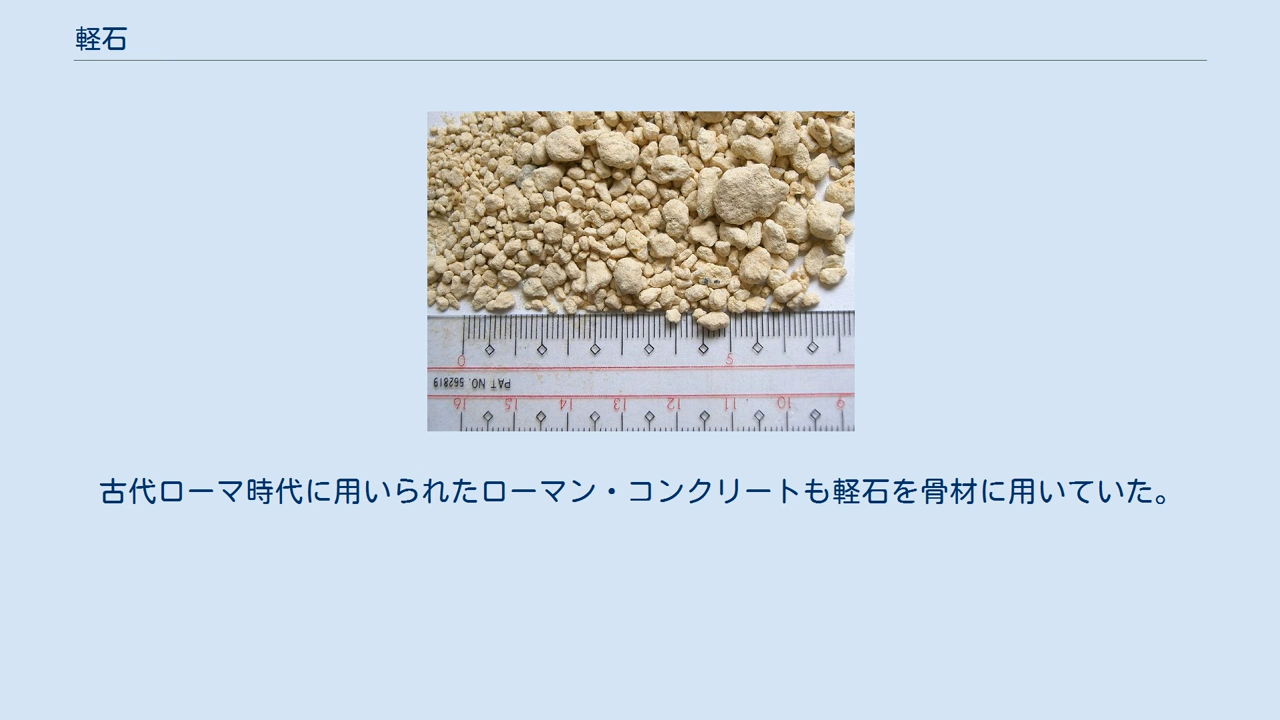 軽石
0 5
PAT NO. 562819
16 15 14 13 12 11 10 9
古代ローマ時代に用いられたローマン・コンクリートも軽石を骨材に用いていた。